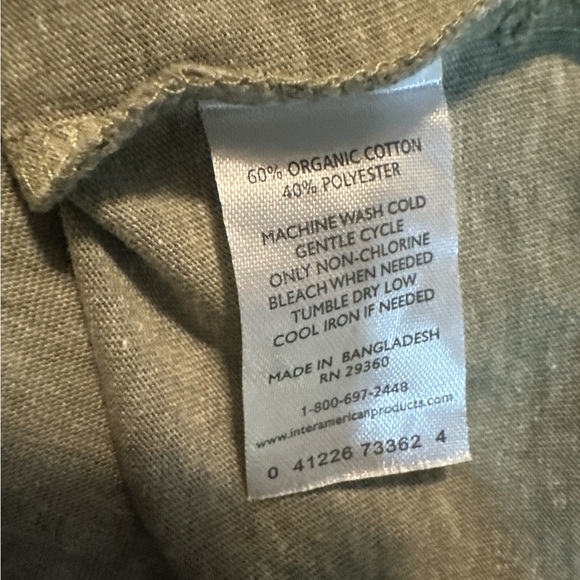 60% ORGANIC COTTON
40% POLYESTER
MACHINE WASH COLD
GENTLE CYCLE
ONLY NON-CHLORINE
BLEACH WHEN NEEDED
TUMBLE DRY LOW
COOL IRON IF NEEDED
MADE IN BANGLADESH
RN 29360
1-800-697-2448
www.interamericanproducts.com
0 41226 73362 4